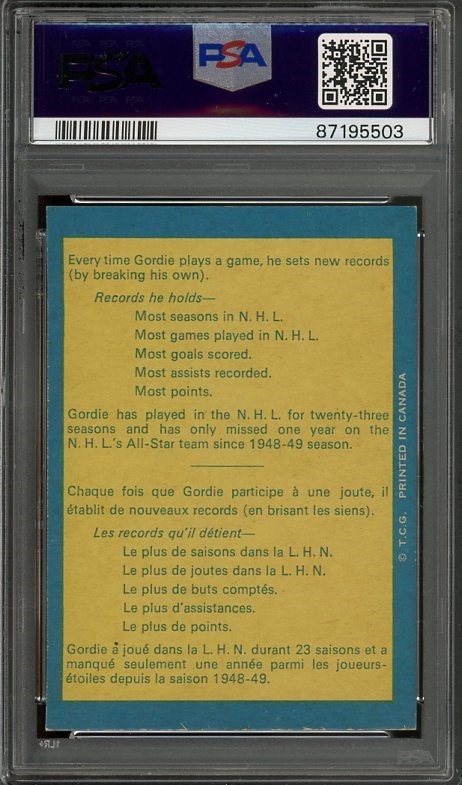 PSA
PSA
87195503
Every time Gordie plays a game, he sets new records
(by breaking his own).
Records he holds—
Most seasons in N. H. L.
Most games played in N. H. L.
Most goals scored.
Most assists recorded.
Most points.
Gordie has played in the N. H. L. for twenty-three
seasons and has only missed one year on the
N. H. L.'s All-Star team since 1948-49 season.
Chaque fois que Gordie participe à une joute, il
établit de nouveaux records (en brisant les siens).
Les records qu'il détient—
Le plus de saisons dans la L. H. N.
Le plus de joutes dans la L. H. N.
Le plus de buts comptés.
Le plus d'assistances.
Le plus de points.
Gordie a joué dans la L. H. N. durant 23 saisons et a
manqué seulement une année parmi les joueurs-
étoiles depuis la saison 1948-49.
© T.C.G. PRINTED IN CANADA
PSA